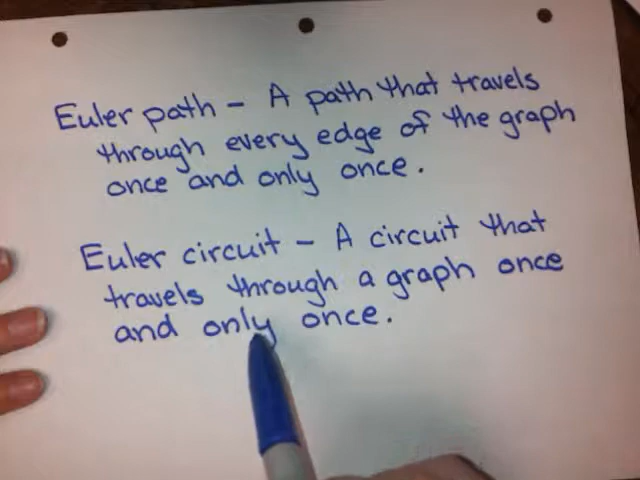 Euler path - A path that travels
through every edge of the graph
once and only once.
Euler circuit - A circuit that
travels through a graph once
and only once.